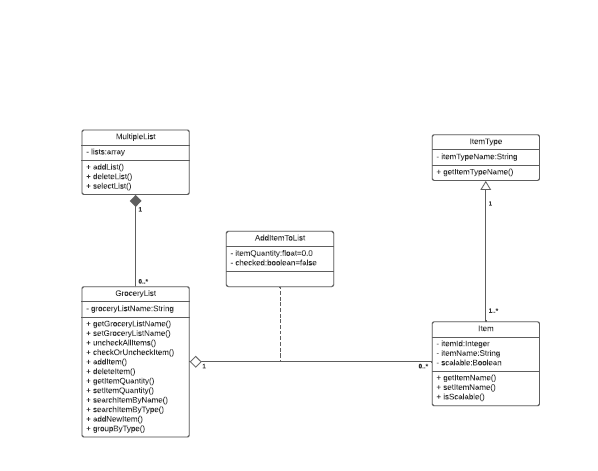 MultipleList
- lists:array
+ addList()
+ deleteList()
+ selectList()
1
0..*
ItemType
- itemTypeName:String
+ getItemTypeName()
1
1..*
AddItemToList
- itemQuantity:float=0.0
- checked:boolean=false
GroceryList
- groceryListName:String
+ getGroceryListName()
+ setGroceryListName()
+ uncheckAllItems()
+ checkOrUncheckItem()
+ addItem()
+ deleteItem()
+ getItemQuantity()
+ setItemQuantity()
+ searchItemByName()
+ searchItemByType()
+ addNewItem()
+ groupByType()
1
0..*
Item
- itemId:Integer
- itemName:String
- scalable:Boolean
+ getItemName()
+ setItemName()
+ isScalable()